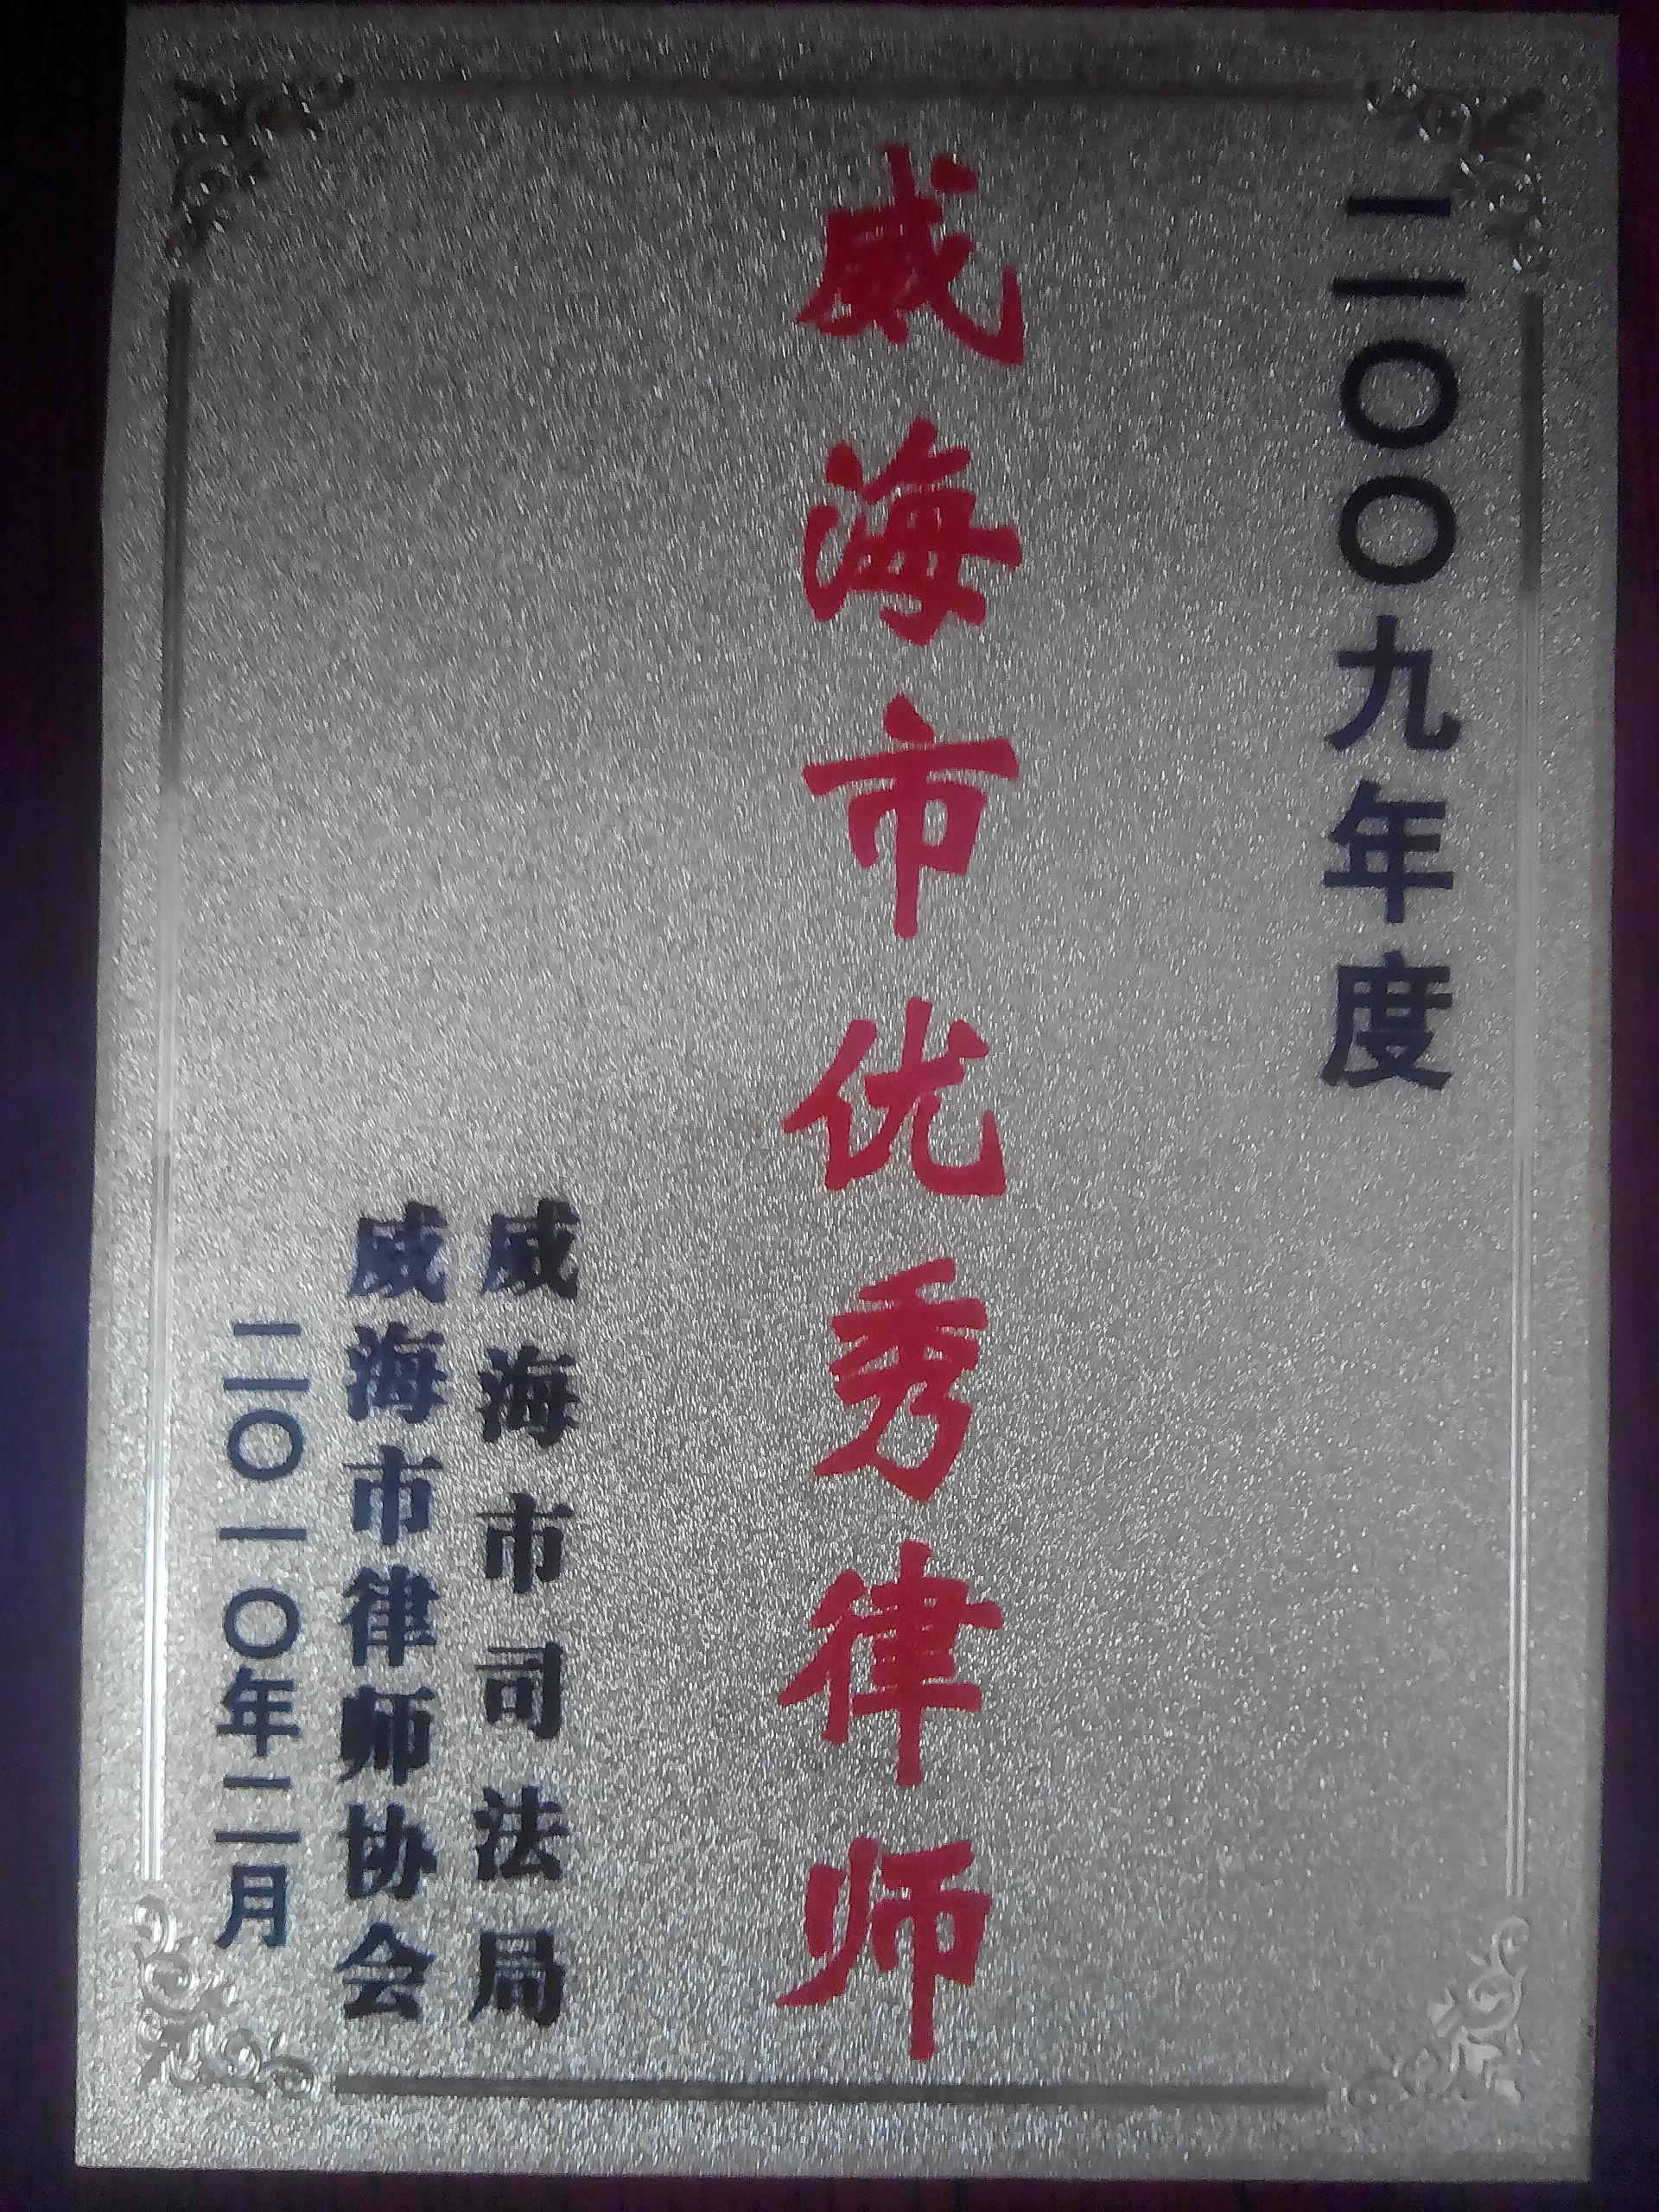 二〇〇九年度
威海市优秀律师
威海市司法局
威海市律师协会
二〇一〇年二月